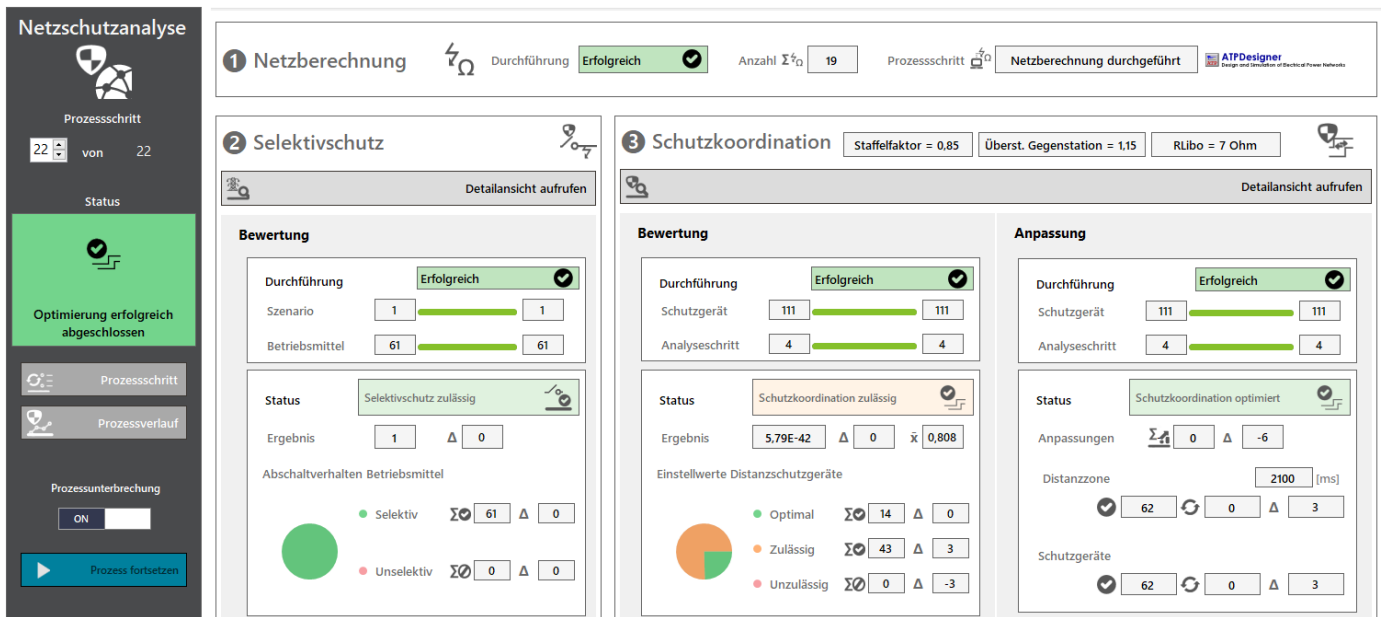 Netzschutzanalyse
Prozessschritt
22 von 22
Status
Optimierung erfolgreich
abgeschlossen
Prozessschritt
Prozessverlauf
Prozessunterbrechung
ON
Prozess fortsetzen
1 Netzberechnung Durchführung Erfolgreich Anzahl Σ Ω 19 Prozessschritt Ω Netzberechnung durchgeführt ATPDesigner
Design and Simulation of Electrical Power Networks
2 Selektivschutz
Detailansicht aufrufen
Bewertung
Durchführung Erfolgreich
Szenario 1 1
Betriebsmittel 61 61
Status Selektivschutz zulässig
Ergebnis 1 Δ 0
Abschaltverhalten Betriebsmittel
Selektiv Σ 61 Δ 0
Unselektiv Σ 0 Δ 0
3 Schutzkoordination Staffelfaktor = 0,85 Überst. Gegenstation = 1,15 RLibo = 7 Ohm
Detailansicht aufrufen
Bewertung
Durchführung Erfolgreich
Schutzgerät 111 111
Analyseschritt 4 4
Status Schutzkoordination zulässig
Ergebnis 5,79E-42 Δ 0 x̄ 0,808
Einstellwerte Distanzschutzgeräte
Optimal Σ 14 Δ 0
Zulässig Σ 43 Δ 3
Unzulässig Σ 0 Δ -3
Anpassung
Durchführung Erfolgreich
Schutzgerät 111 111
Analyseschritt 4 4
Status Schutzkoordination optimiert
Anpassungen Σ 0 Δ -6
Distanzzone 2100 [ms]
62 0 Δ 3
Schutzgeräte
62 0 Δ 3